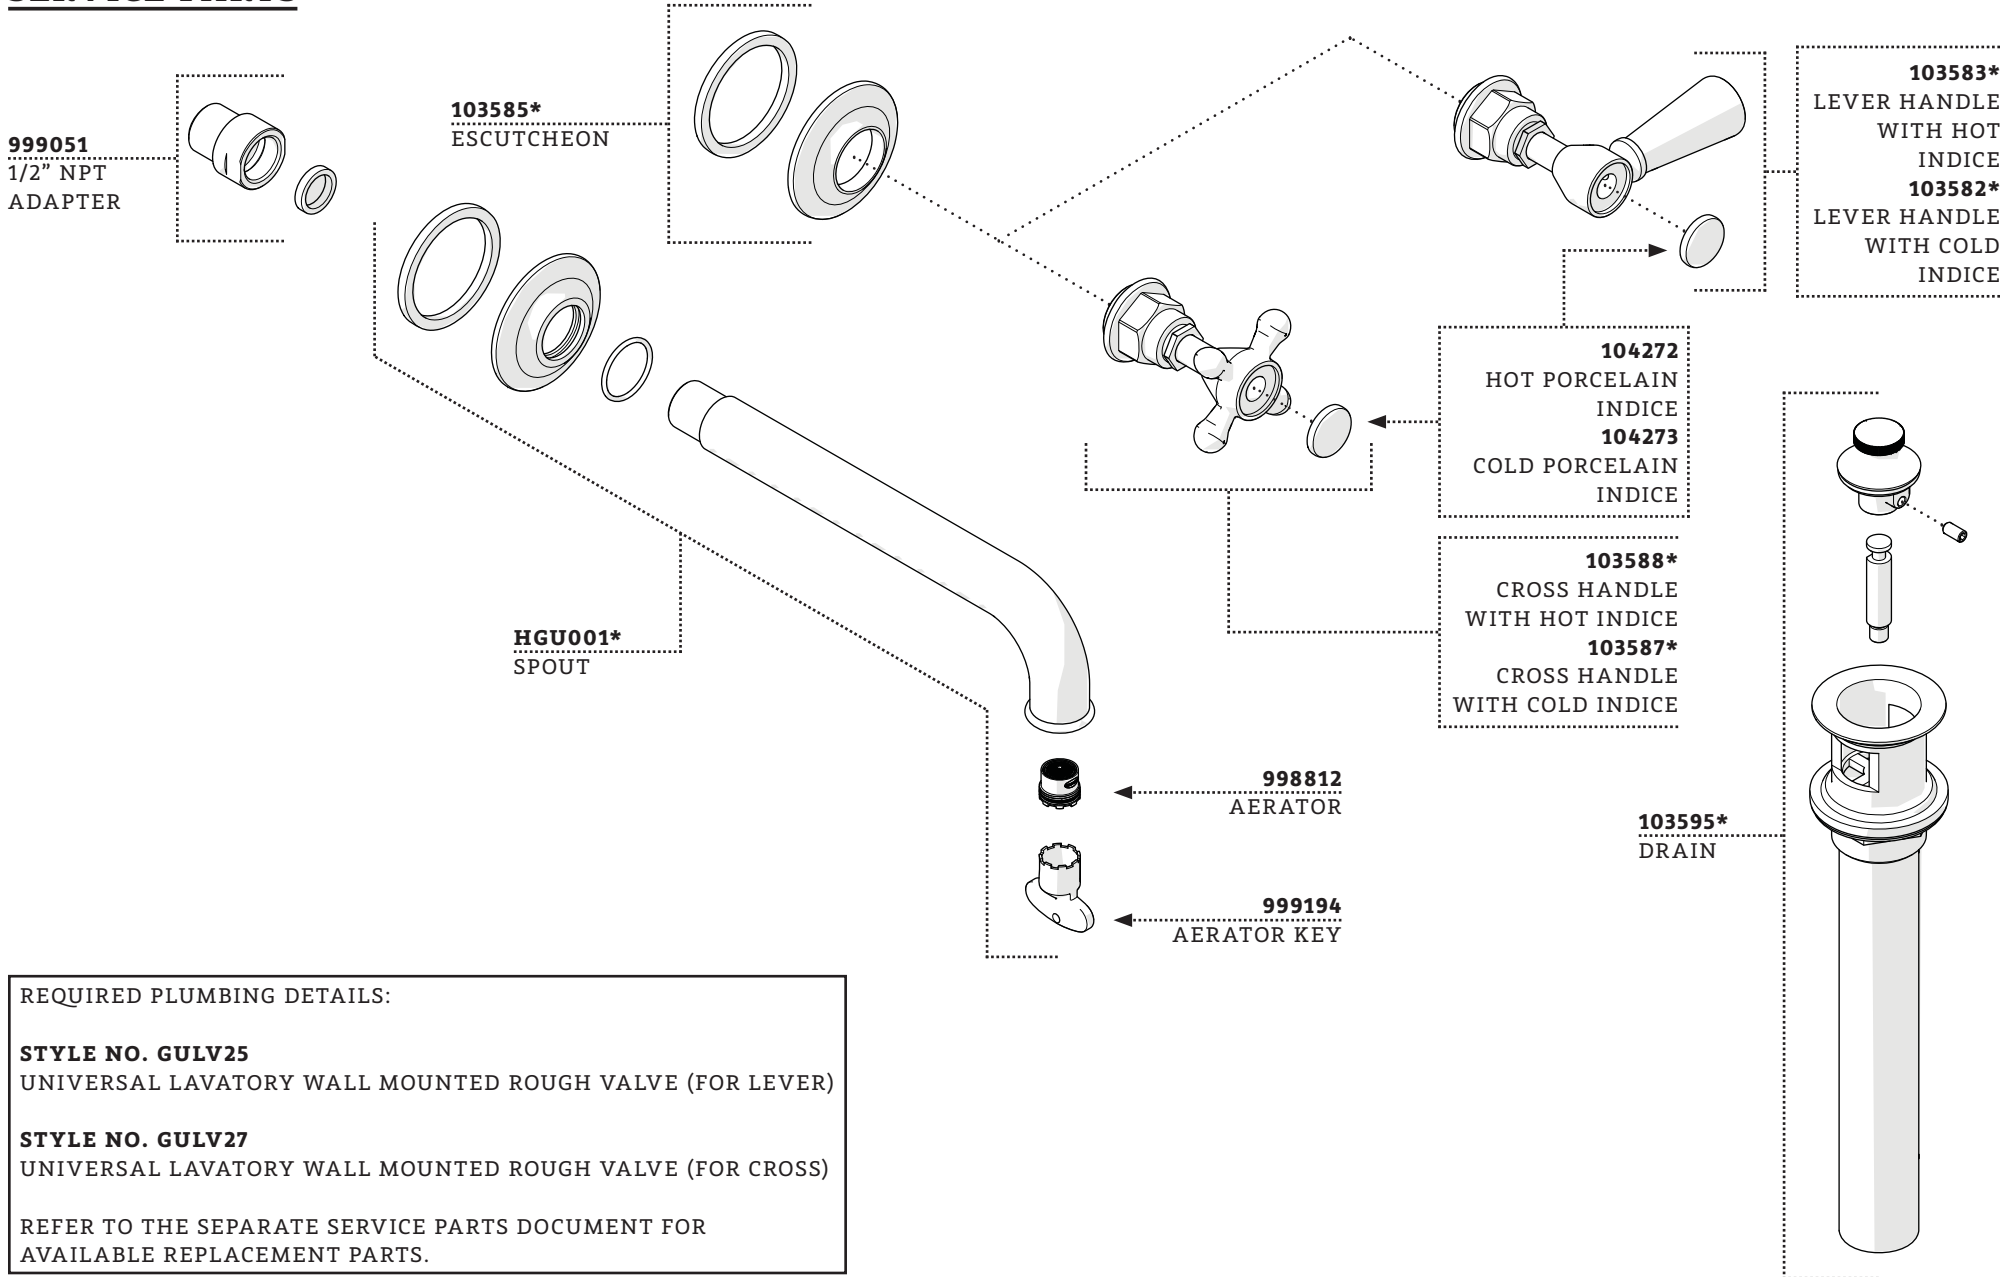 999051
1/2” NPT
ADAPTER
103585*
ESCUTCHEON
103583*
LEVER HANDLE
WITH HOT
INDICE
103582*
LEVER HANDLE
WITH COLD
INDICE
104272
HOT PORCELAIN
INDICE
104273
COLD PORCELAIN
INDICE
103588*
CROSS HANDLE
WITH HOT INDICE
103587*
CROSS HANDLE
WITH COLD INDICE
HGU001*
SPOUT
998812
AERATOR
999194
AERATOR KEY
103595*
DRAIN
REQUIRED PLUMBING DETAILS:
STYLE NO. GULV25
UNIVERSAL LAVATORY WALL MOUNTED ROUGH VALVE (FOR LEVER)
STYLE NO. GULV27
UNIVERSAL LAVATORY WALL MOUNTED ROUGH VALVE (FOR CROSS)
REFER TO THE SEPARATE SERVICE PARTS DOCUMENT FOR
AVAILABLE REPLACEMENT PARTS.